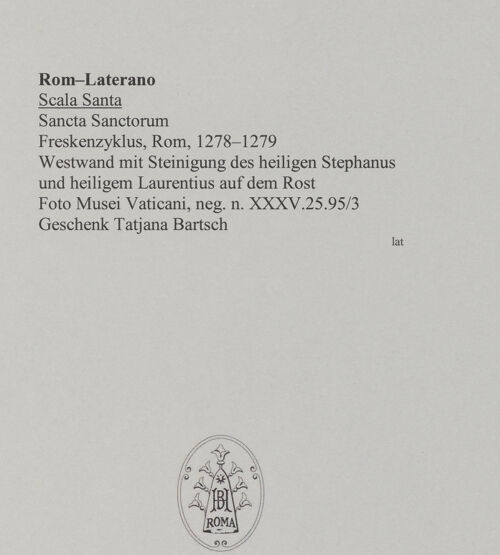 Rom–Laterano
Scala Santa
Sancta Sanctorum
Freskenzyklus, Rom, 1278–1279
Westwand mit Steinigung des heiligen Stephanus
und heiligem Laurentius auf dem Rost
Foto Musei Vaticani, neg. n. XXXV.25.95/3
Geschenk Tatjana Bartsch
lat
BH
ROMA